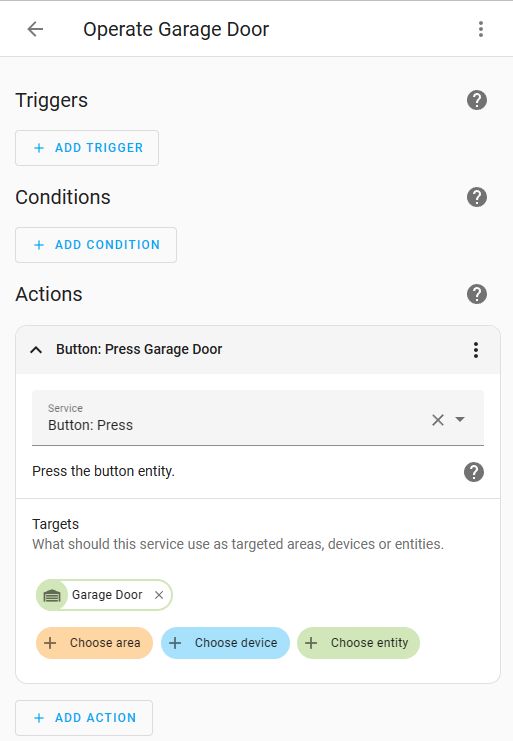 Operate Garage Door
Triggers
?
+ ADD TRIGGER
Conditions
?
+ ADD CONDITION
Actions
?
Button: Press Garage Door
Service
Button: Press
Press the button entity.
?
Targets
What should this service use as targeted areas, devices or entities.
Garage Door
+ Choose area
+ Choose device
+ Choose entity
+ ADD ACTION